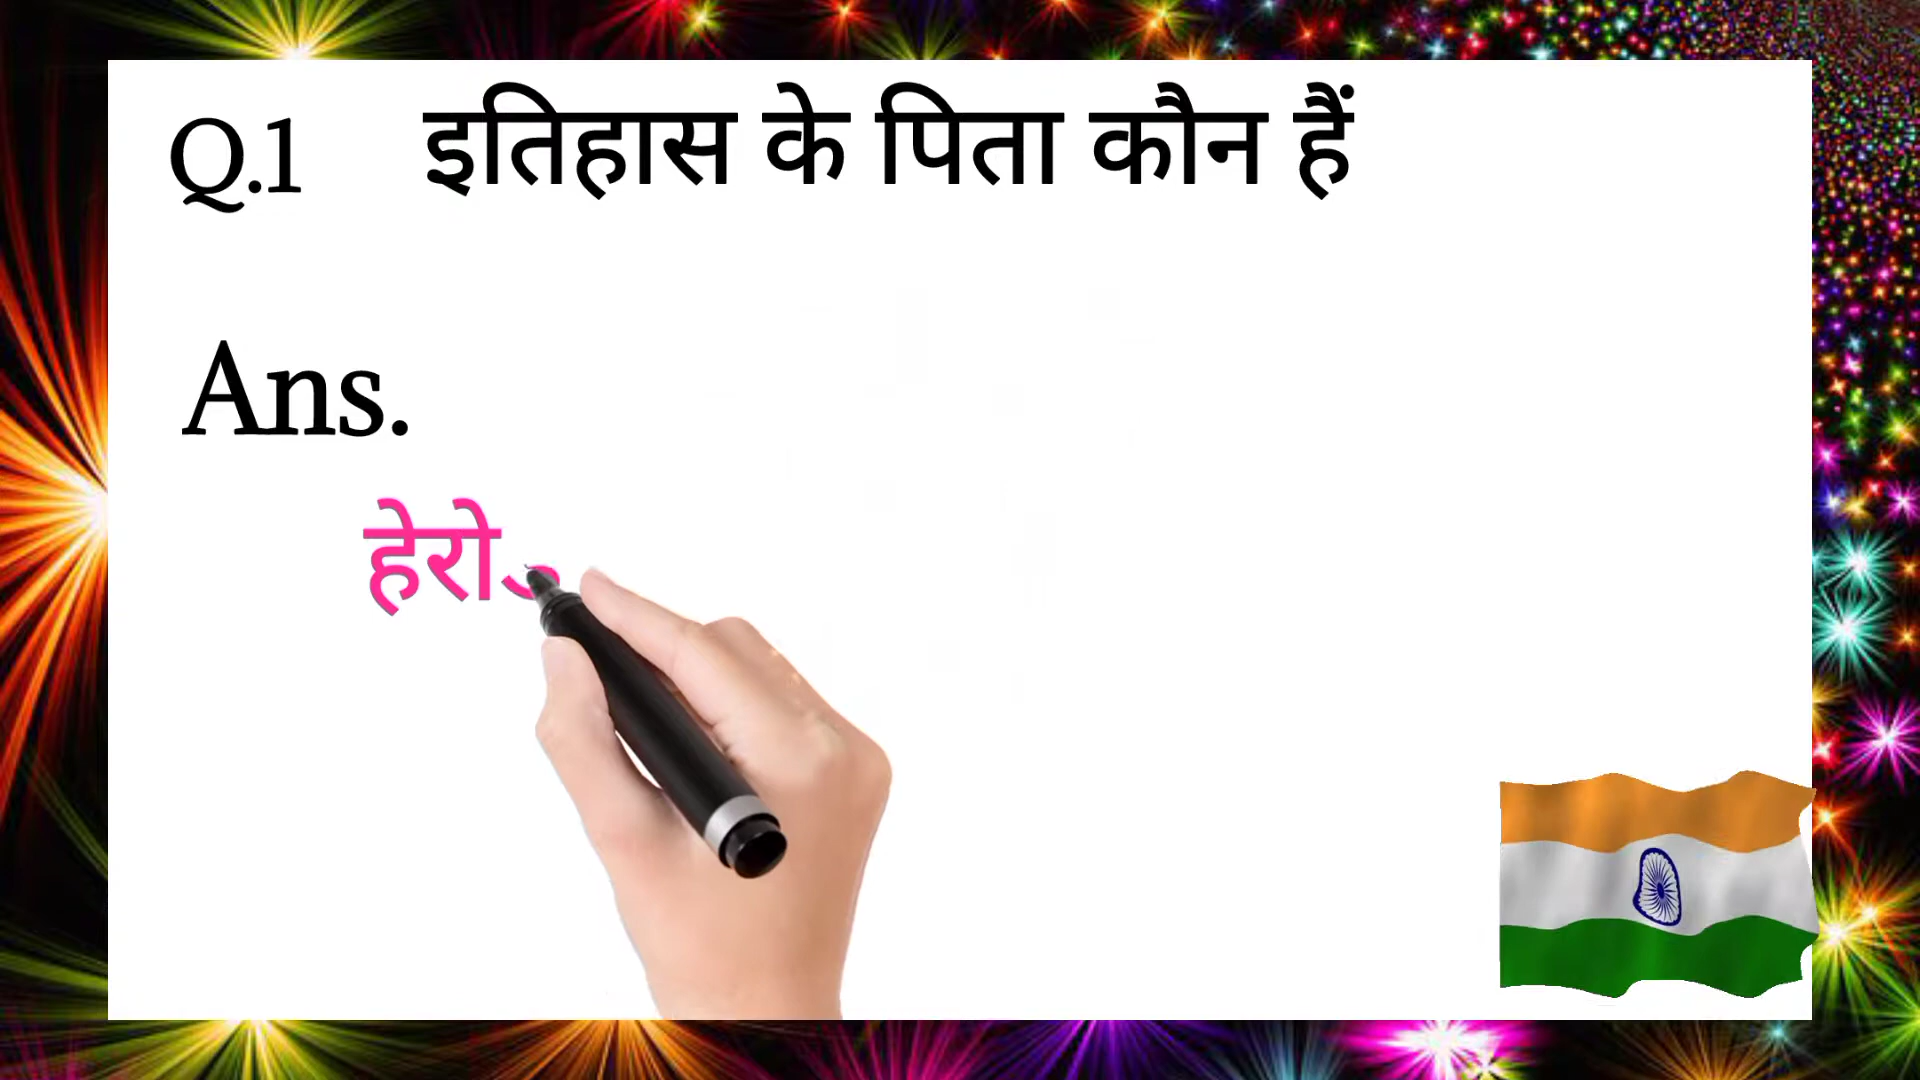 Q.1 इतिहास के पिता कौन हैं
Ans.
हेरो